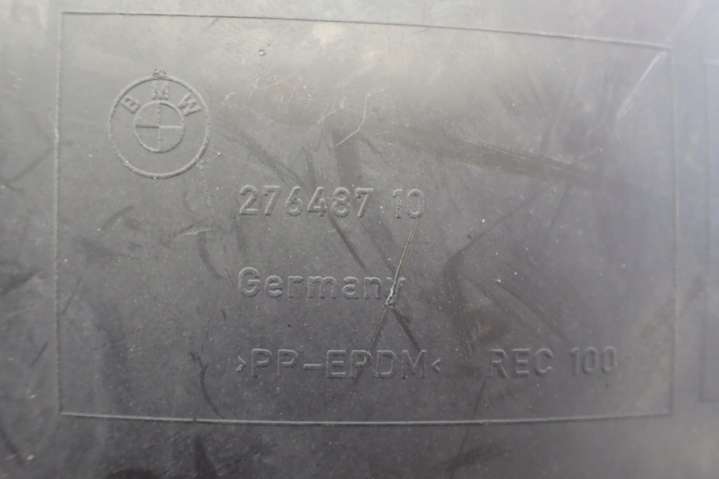 BMW
276487 10
Germany
>PP-EPDM< REC 100